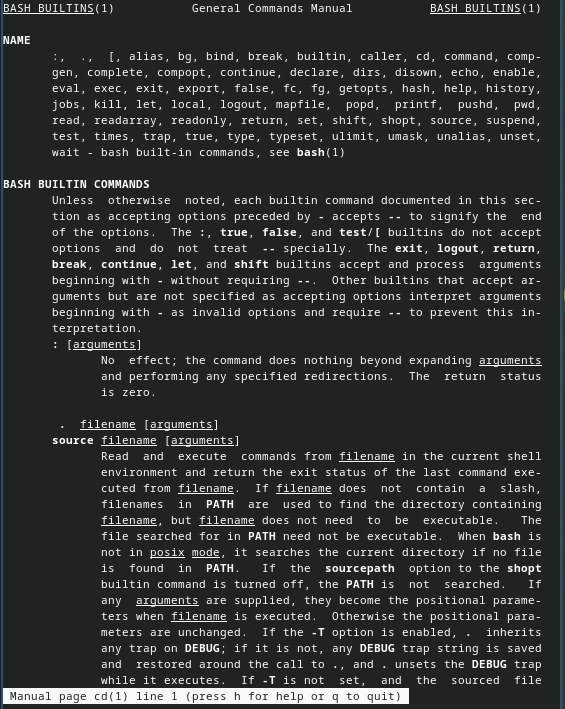 BASH_BUILTINS(1) General Commands Manual BASH_BUILTINS(1)
NAME
:, ., [, alias, bg, bind, break, builtin, caller, cd, command, comp-
gen, complete, compopt, continue, declare, dirs, disown, echo, enable,
eval, exec, exit, export, false, fc, fg, getopts, hash, help, history,
jobs, kill, let, local, logout, mapfile, popd, printf, pushd, pwd,
read, readarray, readonly, return, set, shift, shopt, source, suspend,
test, times, trap, true, type, typeset, ulimit, umask, unalias, unset,
wait - bash built-in commands, see bash(1)
BASH BUILTIN COMMANDS
Unless otherwise noted, each builtin command documented in this sec-
tion as accepting options preceded by - accepts -- to signify the end
of the options. The :, true, false, and test/[ builtins do not accept
options and do not treat -- specially. The exit, logout, return,
break, continue, let, and shift builtins accept and process arguments
beginning with - without requiring --. Other builtins that accept ar-
guments but are not specified as accepting options interpret arguments
beginning with - as invalid options and require -- to prevent this in-
terpretation.
: [arguments]
No effect; the command does nothing beyond expanding arguments
and performing any specified redirections. The return status
is zero.
. filename [arguments]
source filename [arguments]
Read and execute commands from filename in the current shell
environment and return the exit status of the last command exe-
cuted from filename. If filename does not contain a slash,
filenames in PATH are used to find the directory containing
filename, but filename does not need to be executable. The
file searched for in PATH need not be executable. When bash is
not in posix mode, it searches the current directory if no file
is found in PATH. If the sourcepath option to the shopt
builtin command is turned off, the PATH is not searched. If
any arguments are supplied, they become the positional parame-
ters when filename is executed. Otherwise the positional para-
meters are unchanged. If the -T option is enabled, . inherits
any trap on DEBUG; if it is not, any DEBUG trap string is saved
and restored around the call to ., and . unsets the DEBUG trap
while it executes. If -T is not set, and the sourced file
Manual page cd(1) line 1 (press h for help or q to quit)